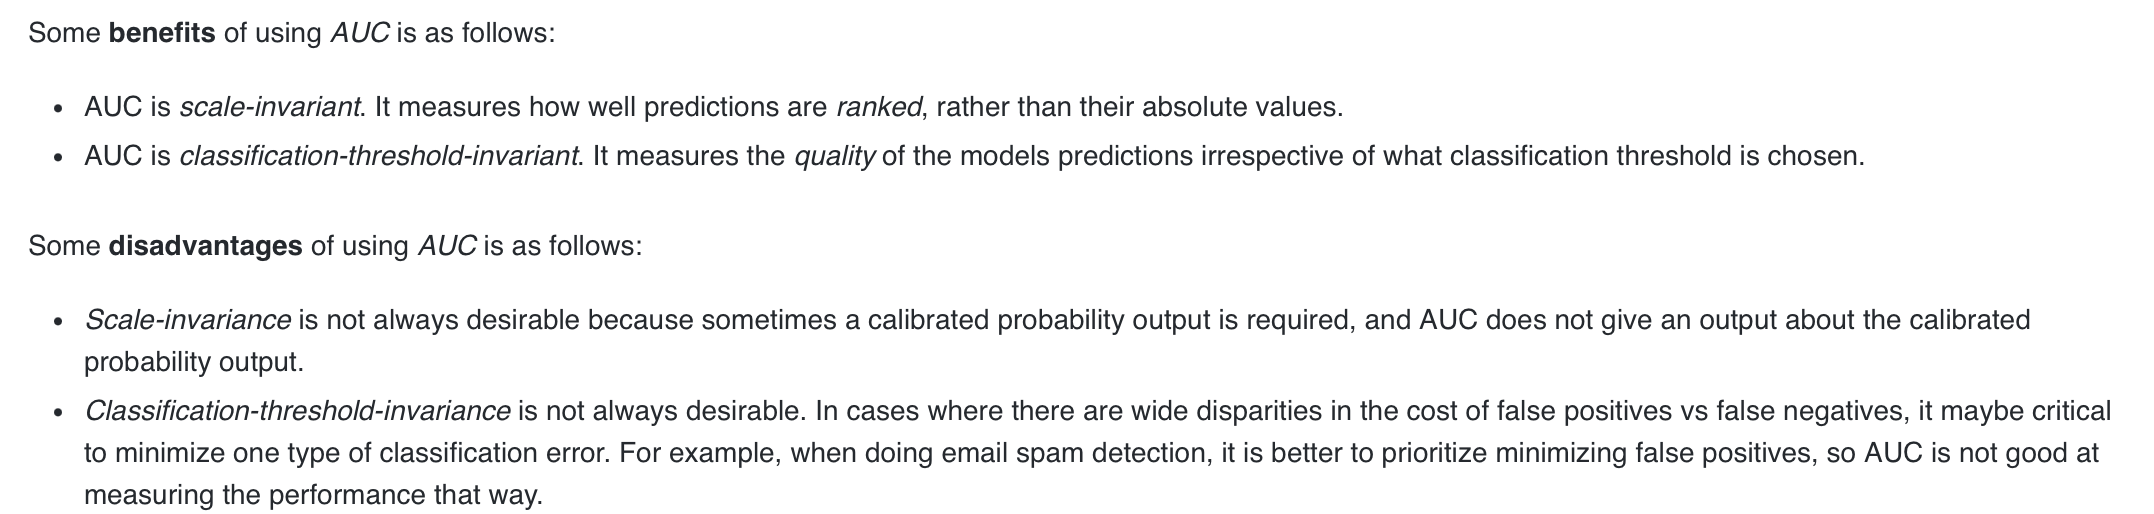 Some benefits of using AUC is as follows:
• AUC is scale-invariant. It measures how well predictions are ranked, rather than their absolute values.
• AUC is classification-threshold-invariant. It measures the quality of the models predictions irrespective of what classification threshold is chosen.
Some disadvantages of using AUC is as follows:
• Scale-invariance is not always desirable because sometimes a calibrated probability output is required, and AUC does not give an output about the calibrated
probability output.
• Classification-threshold-invariance is not always desirable. In cases where there are wide disparities in the cost of false positives vs false negatives, it maybe critical
to minimize one type of classification error. For example, when doing email spam detection, it is better to prioritize minimizing false positives, so AUC is not good at
measuring the performance that way.